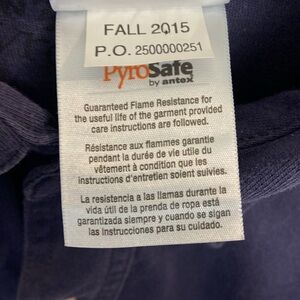 FALL 2015
P.O. 2500000251
PyroSafe
by antex
Guaranteed Flame Resistance for
the useful life of the garment provided
care instructions are followed.
Résistance aux flammes garantie
pendant la durée de vie utile du
vêtement à condition que les
instructions d'entretien soient suivies.
La resistencia a las llamas durante la
vida útil de la prenda de ropa está
garantizada siempre y cuando se sigan
las instrucciones para su cuidado.